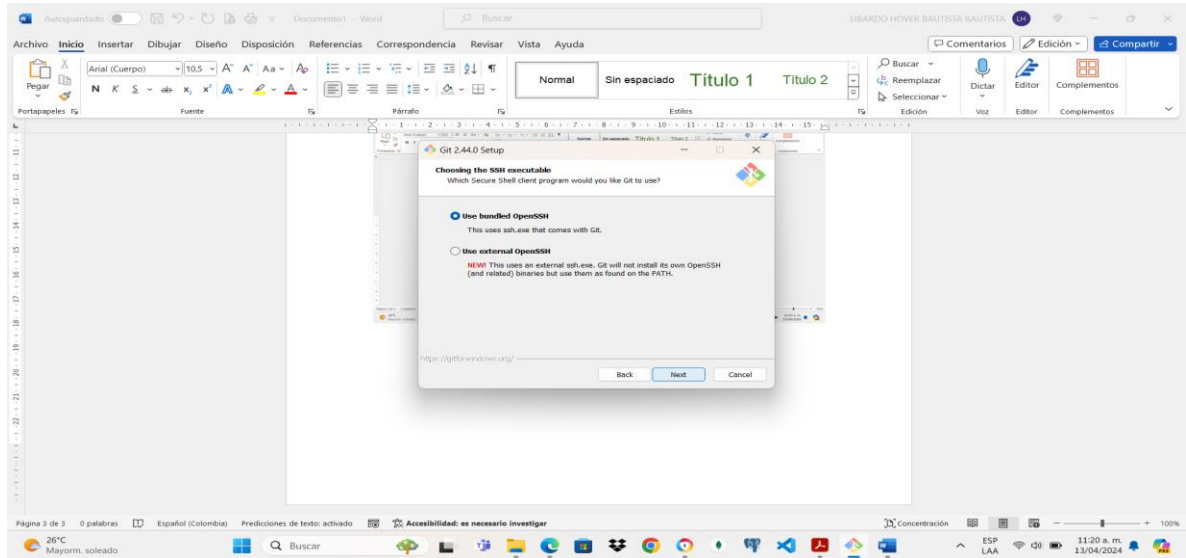 Autoguardado
Documento1 - Word
Buscar
LIBARDO HOVER BAUTISTA BAUTISTA
LH
Archivo Inicio Insertar Dibujar Diseño Disposición Referencias Correspondencia Revisar Vista Ayuda
Comentarios
Edición
Compartir
Pegar
Arial (Cuerpo)
10,5
Normal
Sin espaciado
Título 1
Título 2
Buscar
Reemplazar
Seleccionar
Dictar
Editor
Complementos
Portapapeles
Fuente
Párrafo
Estilos
Edición
Voz
Editor
Complementos
Git 2.44.0 Setup
Choosing the SSH executable
Which Secure Shell client program would you like Git to use?
Use bundled OpenSSH
This uses ssh.exe that comes with Git.
Use external OpenSSH
NEW! This uses an external ssh.exe. Git will not install its own OpenSSH
(and related) binaries but use them as found on the PATH.
https://gitforwindows.org/
Back
Next
Cancel
Página 3 de 3 0 palabras Español (Colombia) Predicciones de texto: activado Accesibilidad: es necesario investigar
Concentración
100%
26°C
Mayorm. soleado
Buscar
ESP
LAA
11:20 a. m.
13/04/2024